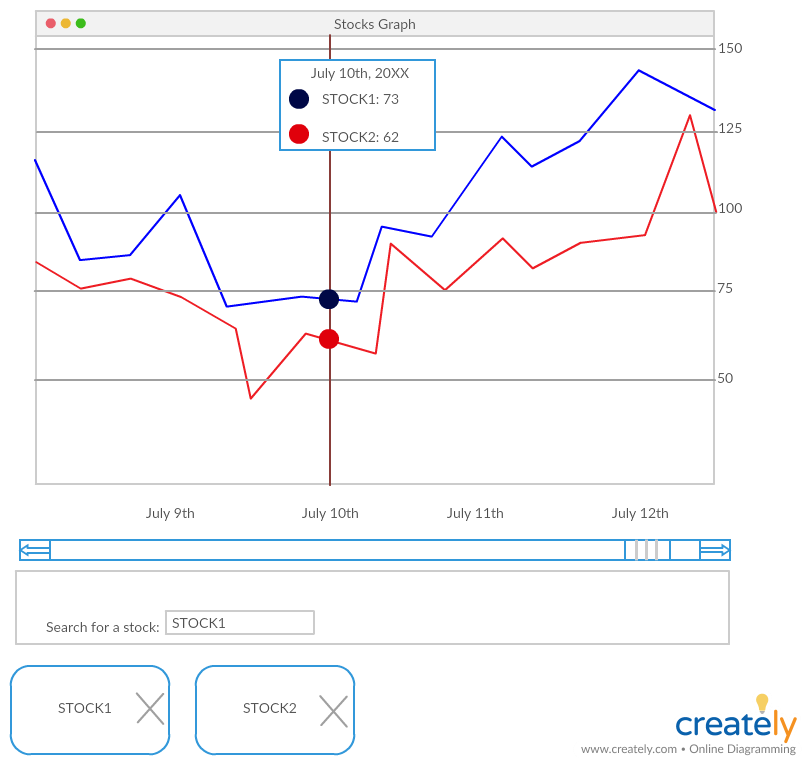 Stocks Graph
150
July 10th, 20XX
STOCK1: 73
STOCK2: 62
125
100
75
50
July 9th
July 10th
July 11th
July 12th
Search for a stock:
STOCK1
STOCK1
STOCK2
creately
www.creately.com • Online Diagramming